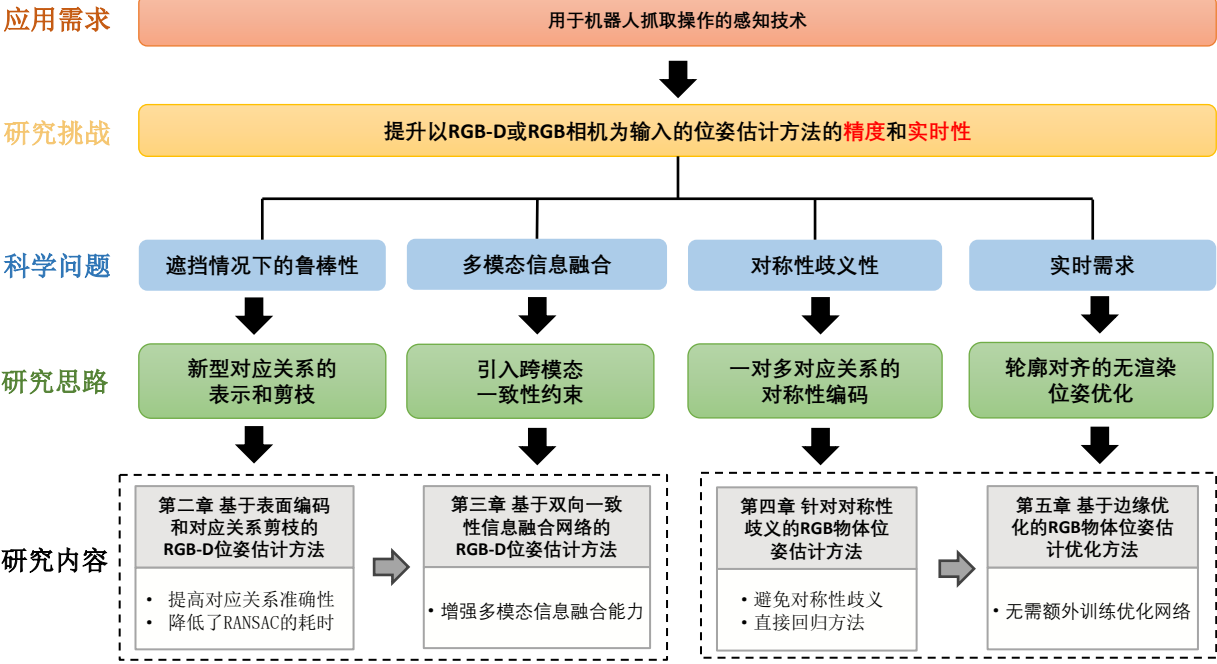 应用需求
用于机器人抓取操作的感知技术
研究挑战
提升以RGB-D或RGB相机为输入的位姿估计方法的精度和实时性
科学问题
遮挡情况下的鲁棒性
多模态信息融合
对称性歧义性
实时需求
研究思路
新型对应关系的
表示和剪枝
引入跨模态
一致性约束
一对多对应关系的
对称性编码
轮廓对齐的无渲染
位姿优化
研究内容
第二章 基于表面编码
和对应关系剪枝的
RGB-D位姿估计方法
• 提高对应关系准确性
• 降低了RANSAC的耗时
第三章 基于双向一致
性信息融合网络的
RGB-D位姿估计方法
• 增强多模态信息融合能力
第四章 针对对称性
歧义的RGB物体位
姿估计方法
• 避免对称性歧义
• 直接回归方法
第五章 基于边缘优
化的RGB物体位姿估
计优化方法
• 无需额外训练优化网络